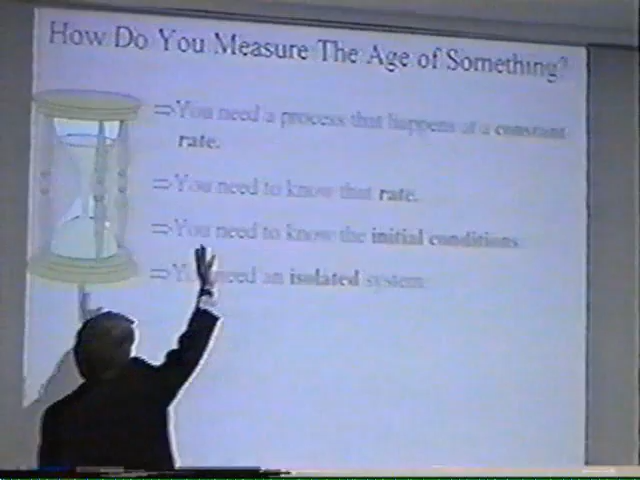 How Do You Measure The Age of Something?
⇒You need a process that happens at a constant
rate.
⇒You need to know that rate.
⇒You need to know the initial conditions
⇒You need an isolated system